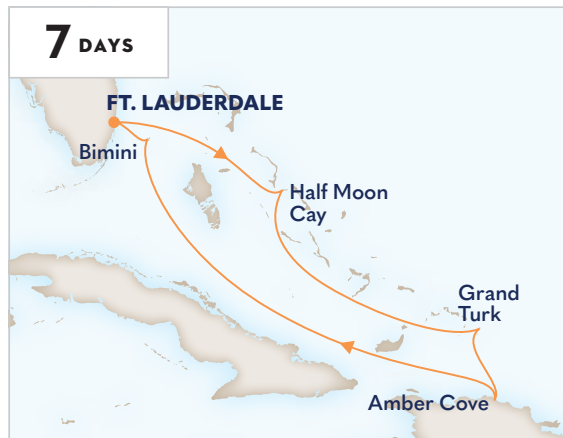 7 DAYS
FT. LAUDERDALE
Bimini
Half Moon
Cay
Grand
Turk
Amber Cove